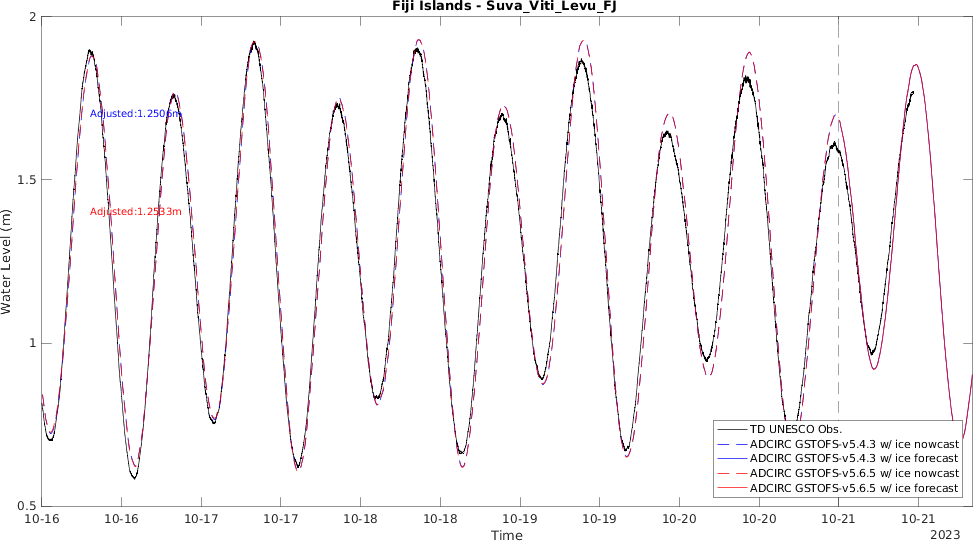 Fiji Islands - Suva_Viti_Levu_FJ
Water Level (m)
2
1.5
1
0.5
Adjusted:1.2506m
Adjusted:1.2533m
TD UNESCO Obs.
ADCIRC GSTOFS-v5.4.3 w/ ice nowcast
ADCIRC GSTOFS-v5.4.3 w/ ice forecast
ADCIRC GSTOFS-v5.6.5 w/ ice nowcast
ADCIRC GSTOFS-v5.6.5 w/ ice forecast
10-16 10-16 10-17 10-17 10-18 10-18 10-19 10-19 10-20 10-20 10-21 10-21
Time
2023